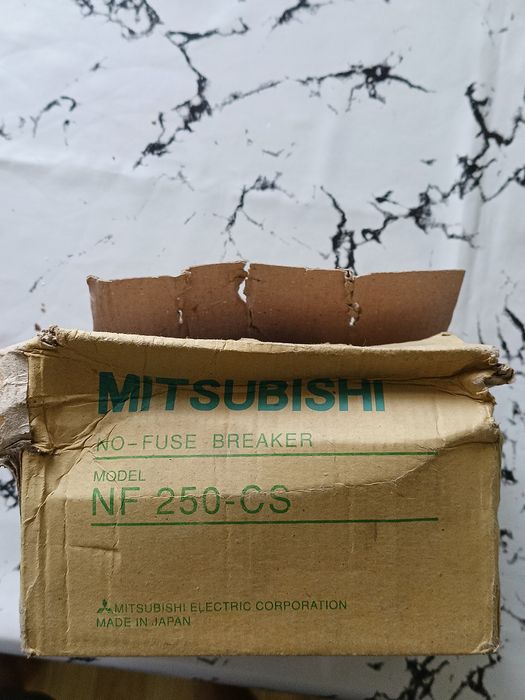 MITSUBISHI
NO-FUSE BREAKER
MODEL
NF 250-CS
MITSUBISHI ELECTRIC CORPORATION
MADE IN JAPAN